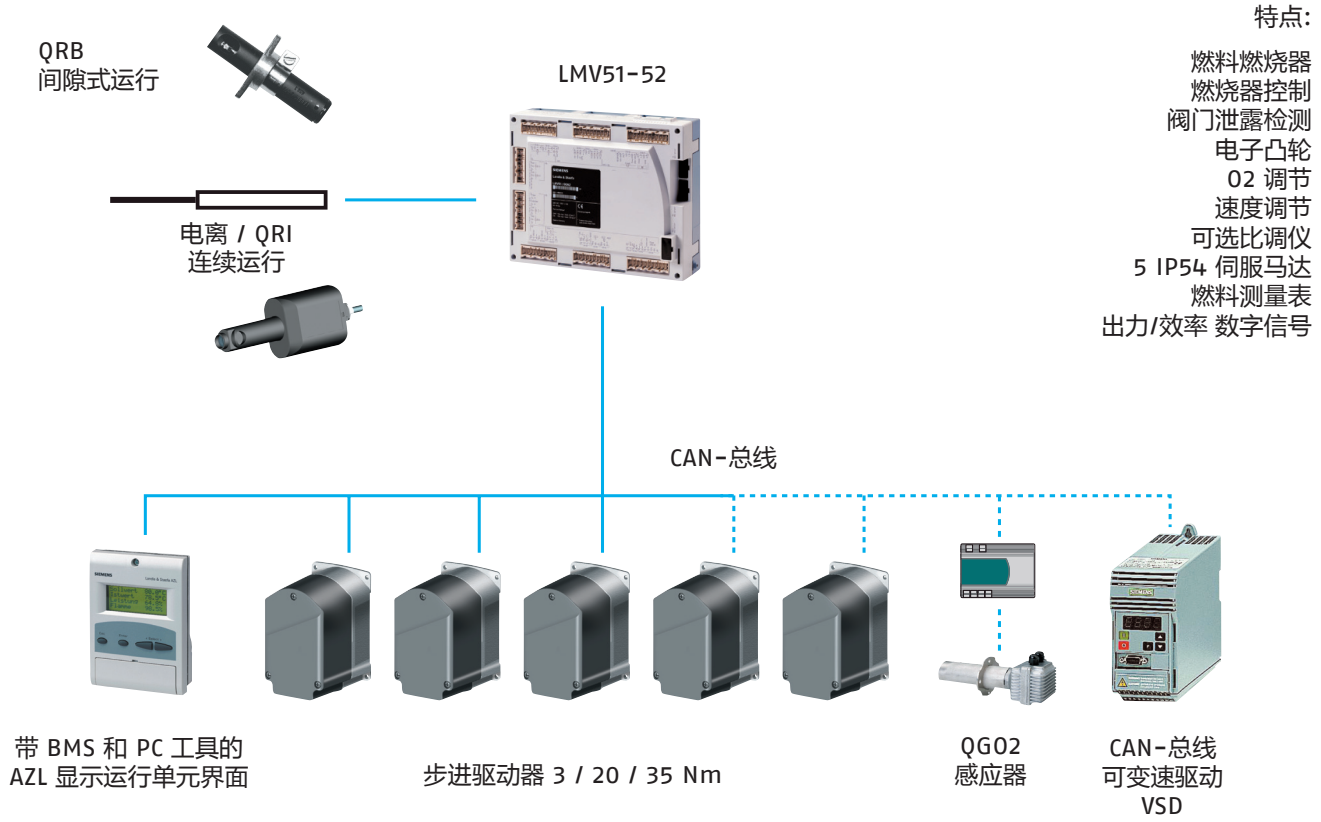 特点:
QRB
间隙式运行
LMV51-52
燃料燃烧器
燃烧器控制
阀门泄露检测
电子凸轮
O2 调节
速度调节
可选比调仪
5 IP54 伺服马达
燃料测量表
出力/效率 数字信号
SIEMENS
电离 / QRI
连续运行
CAN-总线
SIEMENS
SIEMENS
带 BMS 和 PC 工具的
AZL 显示运行单元界面
步进驱动器 3 / 20 / 35 Nm
QGO2
感应器
CAN-总线
可变速驱动
VSD